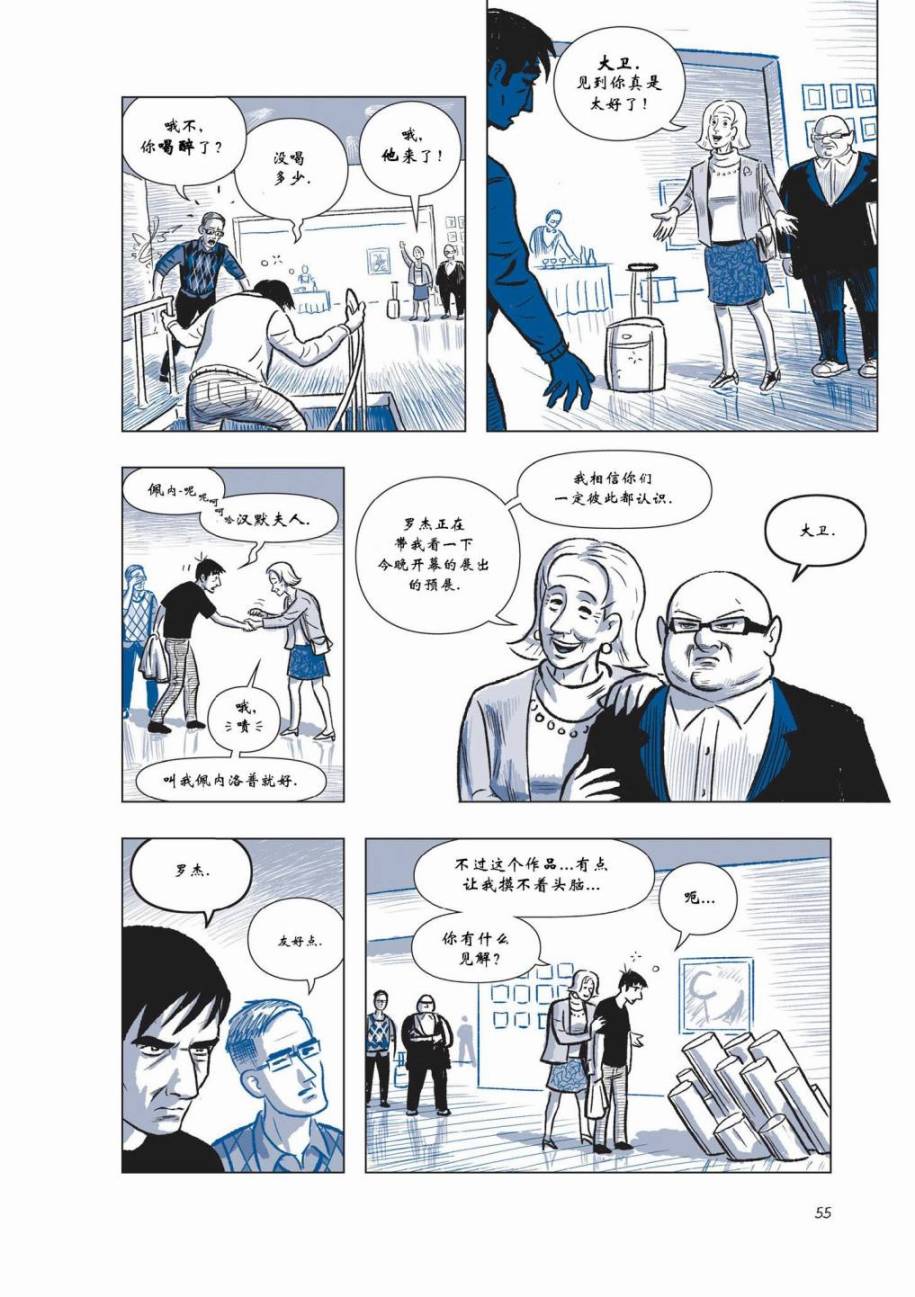 哦不,
你喝醉了?
没喝
多少.
哦,
他来了!
大卫.
见到你真是
太好了!
佩内-呢呢呵呵哈汉默夫人.
哦,
啧
叫我佩内洛普就好.
我相信你们
一定彼此都认识.
罗杰正在
带我看一下
今晚开幕的展出
的预展.
大卫.
罗杰.
友好点.
不过这个作品...有点
让我摸不着头脑...
你有什么
见解?
呃...
55